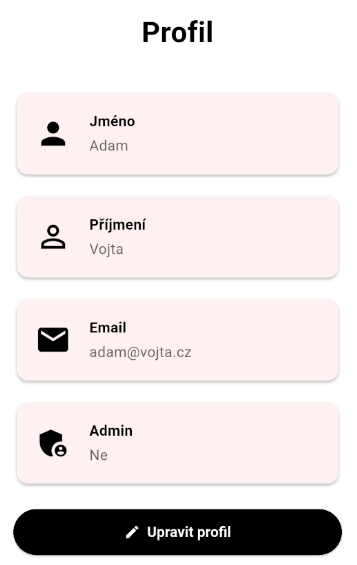 Profil
Jméno
Adam
Příjmení
Vojta
Email
adam@vojta.cz
Admin
Ne
Upravit profil